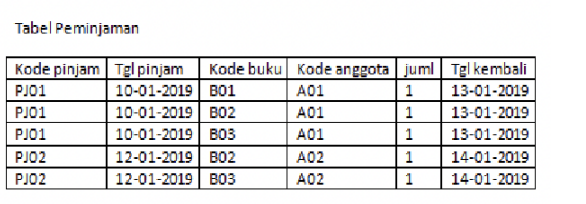 Tabel Peminjaman
Kode pinjam Tgl pinjam Kode buku Kode anggota juml Tgl kembali
PJ01 10-01-2019 B01 A01 1 13-01-2019
PJ01 10-01-2019 B02 A01 1 13-01-2019
PJ01 10-01-2019 B03 A01 1 13-01-2019
PJ02 12-01-2019 B02 A02 1 14-01-2019
PJ02 12-01-2019 B03 A02 1 14-01-2019